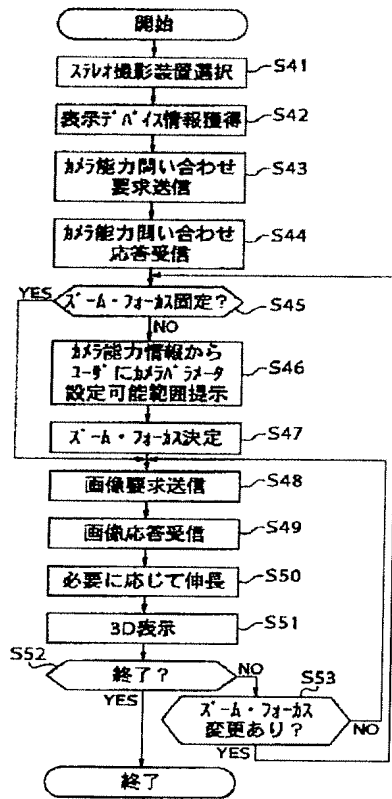 開始
ステレオ撮影装置選択
S41
表示デバイス情報獲得
S42
カメラ能力問い合わせ
要求送信
S43
カメラ能力問い合わせ
応答受信
S44
YES
ズーム・フォーカス固定?
S45
NO
カメラ能力情報から
ユーザにカメラパラメータ
設定可能範囲提示
S46
ズーム・フォーカス決定
S47
画像要求送信
S48
画像応答受信
S49
必要に応じて伸長
S50
3D表示
S51
S52
終了?
NO
YES
S53
ズーム・フォーカス
変更あり?
NO
YES
終了